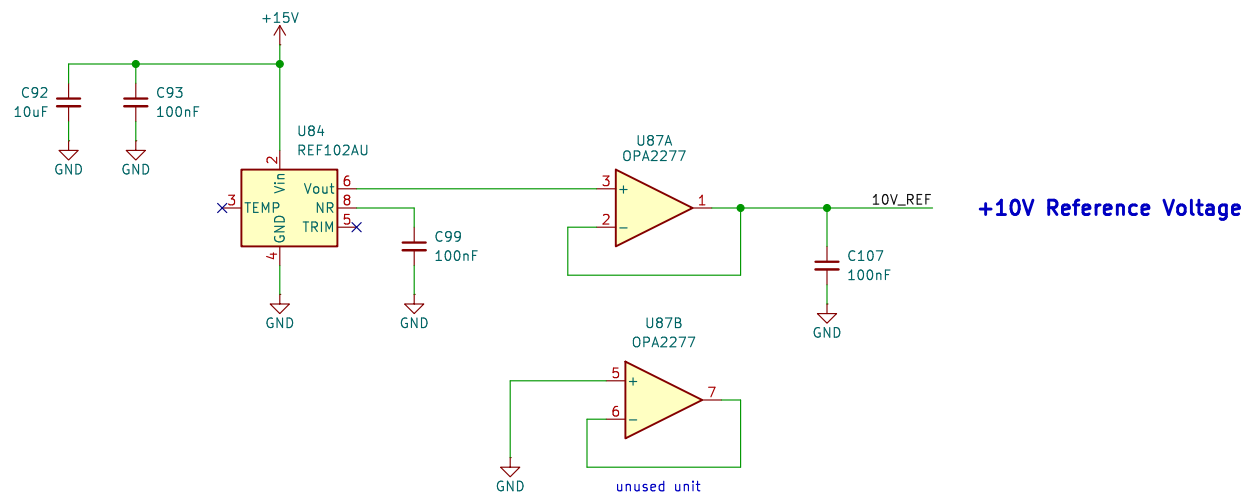 +15V
C92
10uF
C93
100nF
GND
GND
U84
REF102AU
2
Vin
3
TEMP
Vout
6
NR
8
TRIM
5
GND
4
GND
C99
100nF
GND
U87A
OPA2277
3
+
2
−
1
10V_REF
+10V Reference Voltage
C107
100nF
GND
U87B
OPA2277
5
+
6
−
7
GND
unused unit